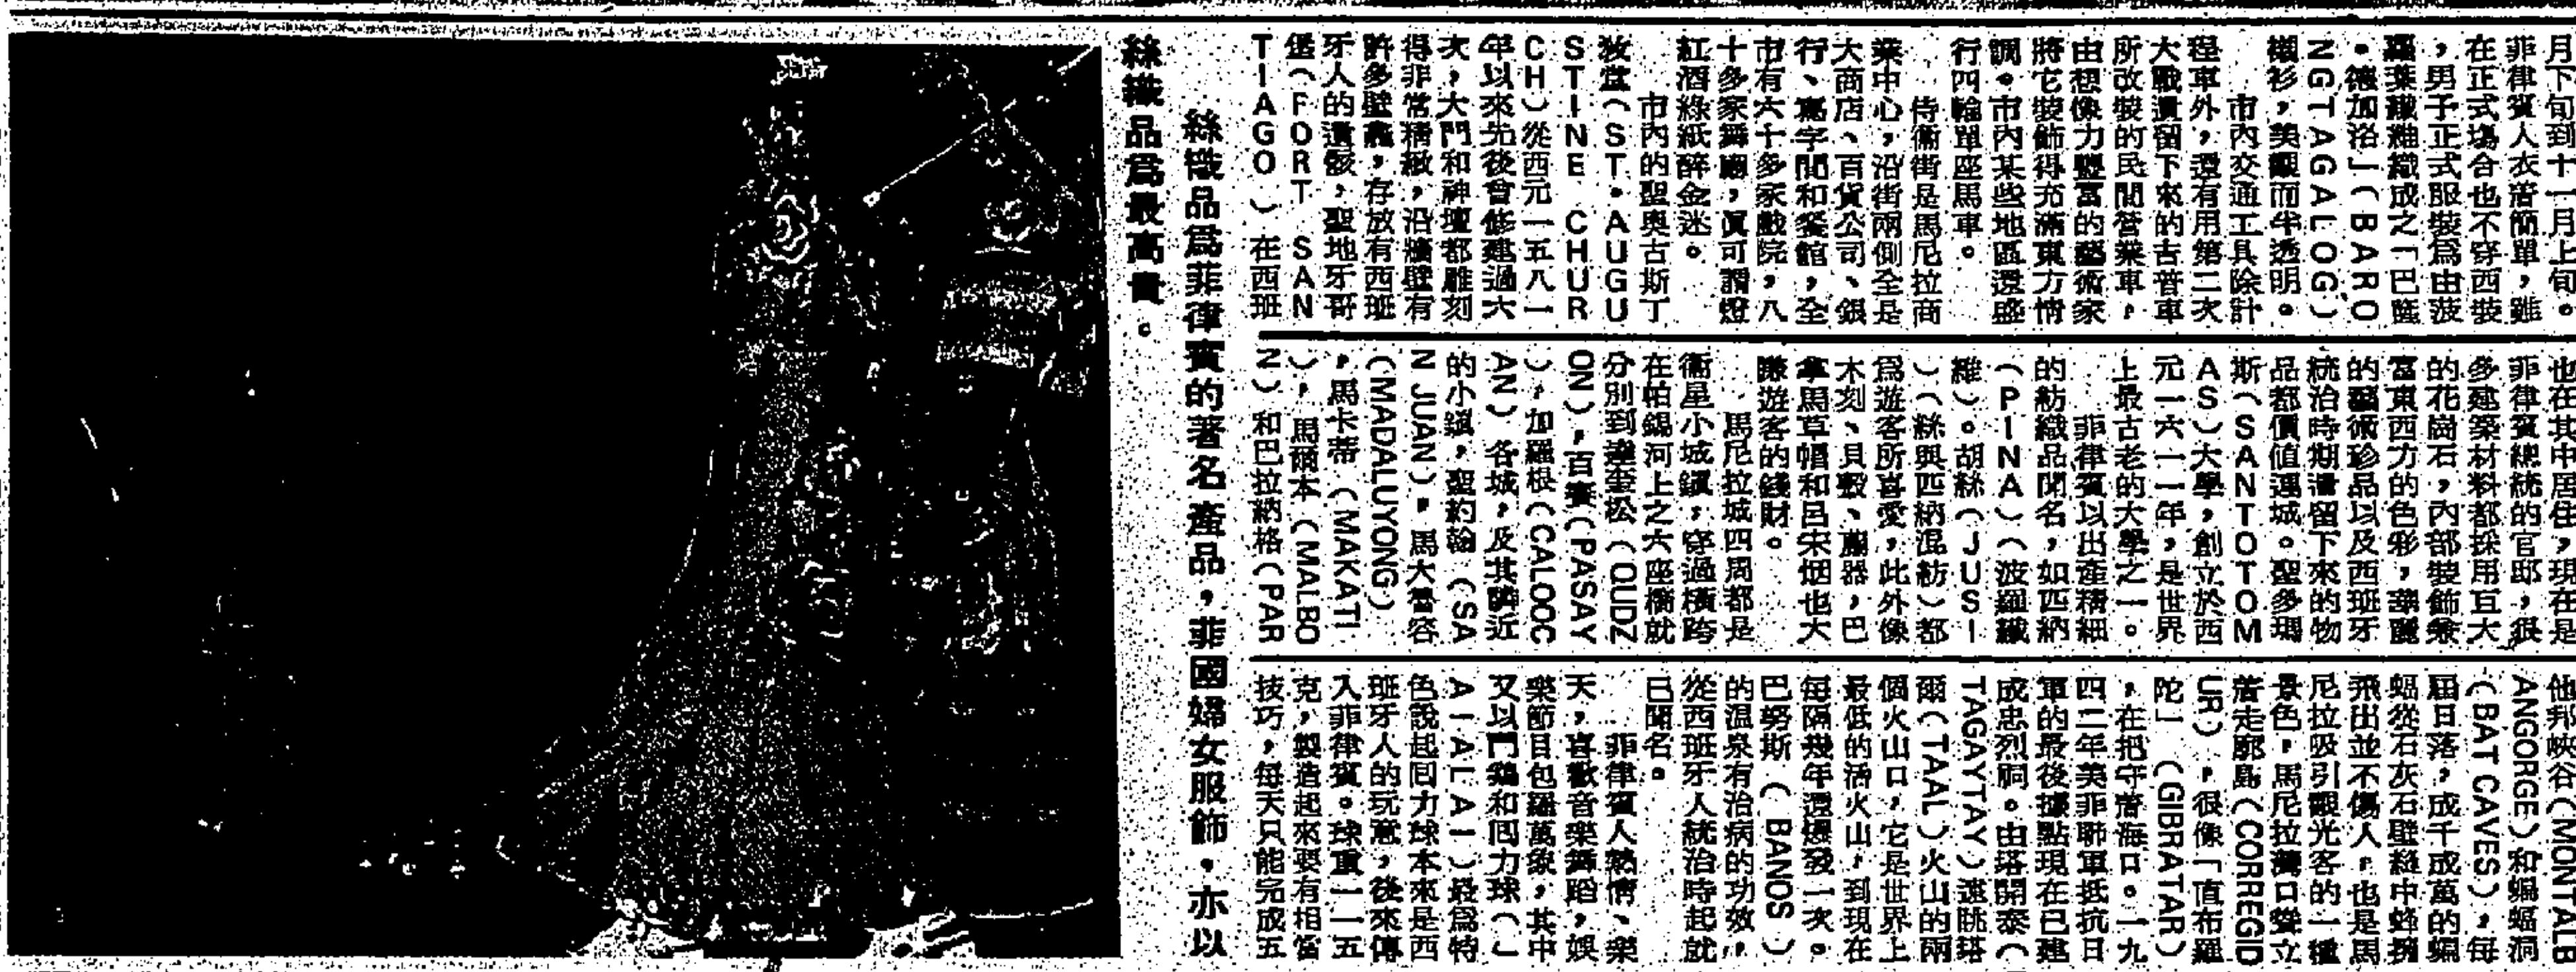 月下旬到十一月上旬。
菲律賓人衣著簡單,雖
在正式場合也不穿西裝
,男子正式服裝爲由菠
羅葉纖維織成之「巴隆
・德加洛」(BARO
NGTAGALOG)
襯衫,美觀而半透明。
市內交通工具除計
程車外,還有用第二次
大戰遺留下來的吉普車
所改裝的民間營業車,
由想像力豐富的藝術家
將它裝飾得充滿東方情
調。市內某些地區還盛
行四輪單座馬車。
侍衞街是馬尼拉商
業中心,沿街兩側全是
大商店、百貨公司、銀
行、寫字間和餐館,全
市有六十多家戲院,八
十多家舞廳,眞可謂燈
紅酒綠紙醉金迷。
市內的聖奥古斯丁
敎堂(ST・AUGU
STINE CHUR
CH)從西元一五八一
年以來先後曾修建過六
次,大門和神壇都雕刻
得非常精緻,沿牆壁有
許多壁龕,存放有西班
牙人的遺骸,聖地牙哥
堡(FORT SAN
TIAGO)在西班
也在其中居住,現在是
菲律賓總統的官邸,很
多建築材料都採用巨大
的花崗石,內部裝飾兼
富東西方的色彩,華麗
的藝術珍品以及西班牙
統治時期遺留下來的物
品都價值連城。聖多瑪
斯(SANTOTOM
AS)大學,創立於西
元一六一一年,是世界
上最古老的大學之一。
菲律賓以出產精細
的紡織品聞名,如匹納
(PINA)(波羅纖
維)。胡絲(JUSI
)(絲與匹納混紡)都
爲遊客所喜愛,此外像
木刻、貝殼、藤器,巴
拿馬草帽和呂宋烟也大
賺遊客的錢財。
馬尼拉城四周都是
衞星小城鎭,穿過橫跨
在帕錫河上之六座橋就
分別到達奎松(QUDZ
ON),百賽(PASAY
),加羅根(CALOOC
AN)各城,及其隣近
的小鎭,聖約翰(SA
N JUAN),馬大魯容
(MADALUYONG)
,馬卡蒂(MAKATI
),馬爾本(MALBO
N)和巴拉納格(PAR
他邦峽谷(MONTALB
ANGORGE)和蝙蝠洞
(BAT CAVES),每
屆日落,成千成萬的蝙
蝠從石灰石壁縫中蜂擁
飛出並不傷人,也是馬
尼拉吸引觀光客的一種
景色,馬尼拉灣口聳立
著走廊島(CORREGID
UR),很像「直布羅
陀」(GIBRATAR)
,在把守著海口。一九
四二年美菲聯軍抵抗日
軍的最後據點現在已建
成忠烈祠。由塔開泰(
TAGAYTAY)遠眺塔
爾(TAAL)火山的兩
個火山口,它是世界上
最低的活火山,到現在
每隔幾年還爆發一次。
巴努斯(BANOS)
的温泉有治病的功效,
從西班牙人統治時起就
已聞名。
菲律賓人熱情、樂
天,喜歡音樂舞蹈,娛
樂節目包羅萬象,其中
又以鬥鷄和回力球(J
AIALAI)最爲特
色說起回力球本來是西
班牙人的玩意,後來傳
入菲律賓。球重一一五
克,製造起來要有相當
技巧,每天只能完成五
絲織品爲菲律賓的著名產品,菲國婦女服飾,亦以
絲織品爲最高貴。